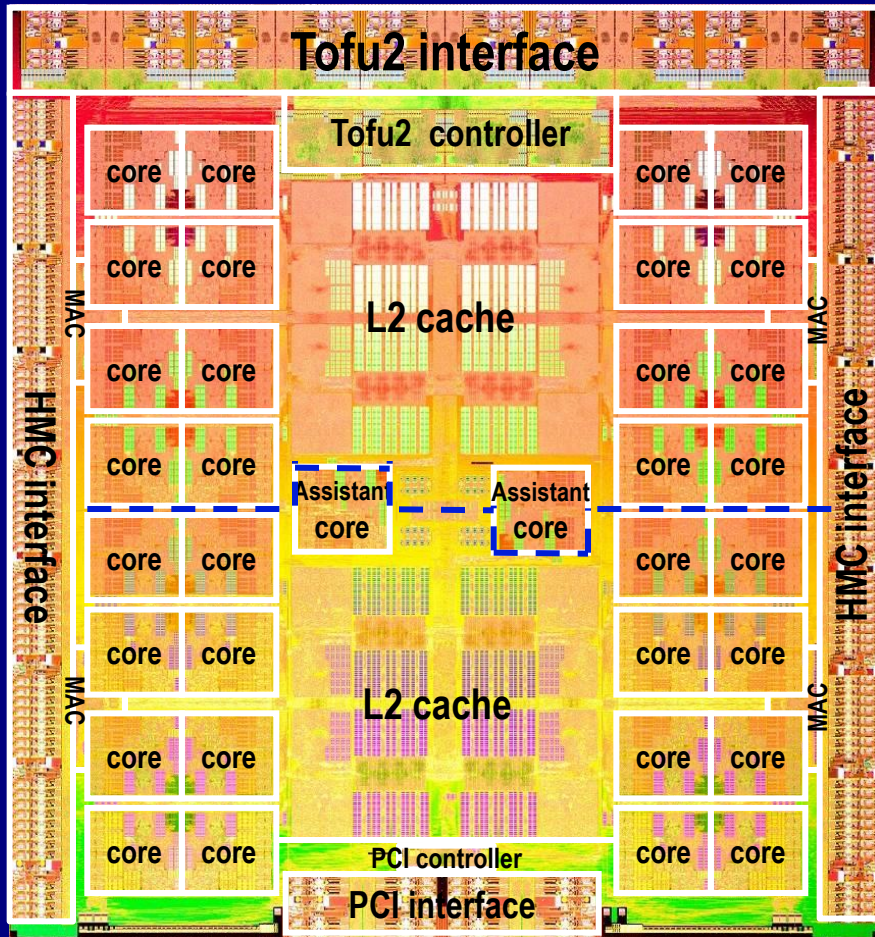 Tofu2 interface
Tofu2 controller
core core core core
core core core core
MAC L2 cache MAC
core core core core
HMC interface HMC interface
core core core core
Assistant core Assistant core
core core core core
core core core core
MAC L2 cache MAC
core core core core
core core core core
PCI controller
PCI interface